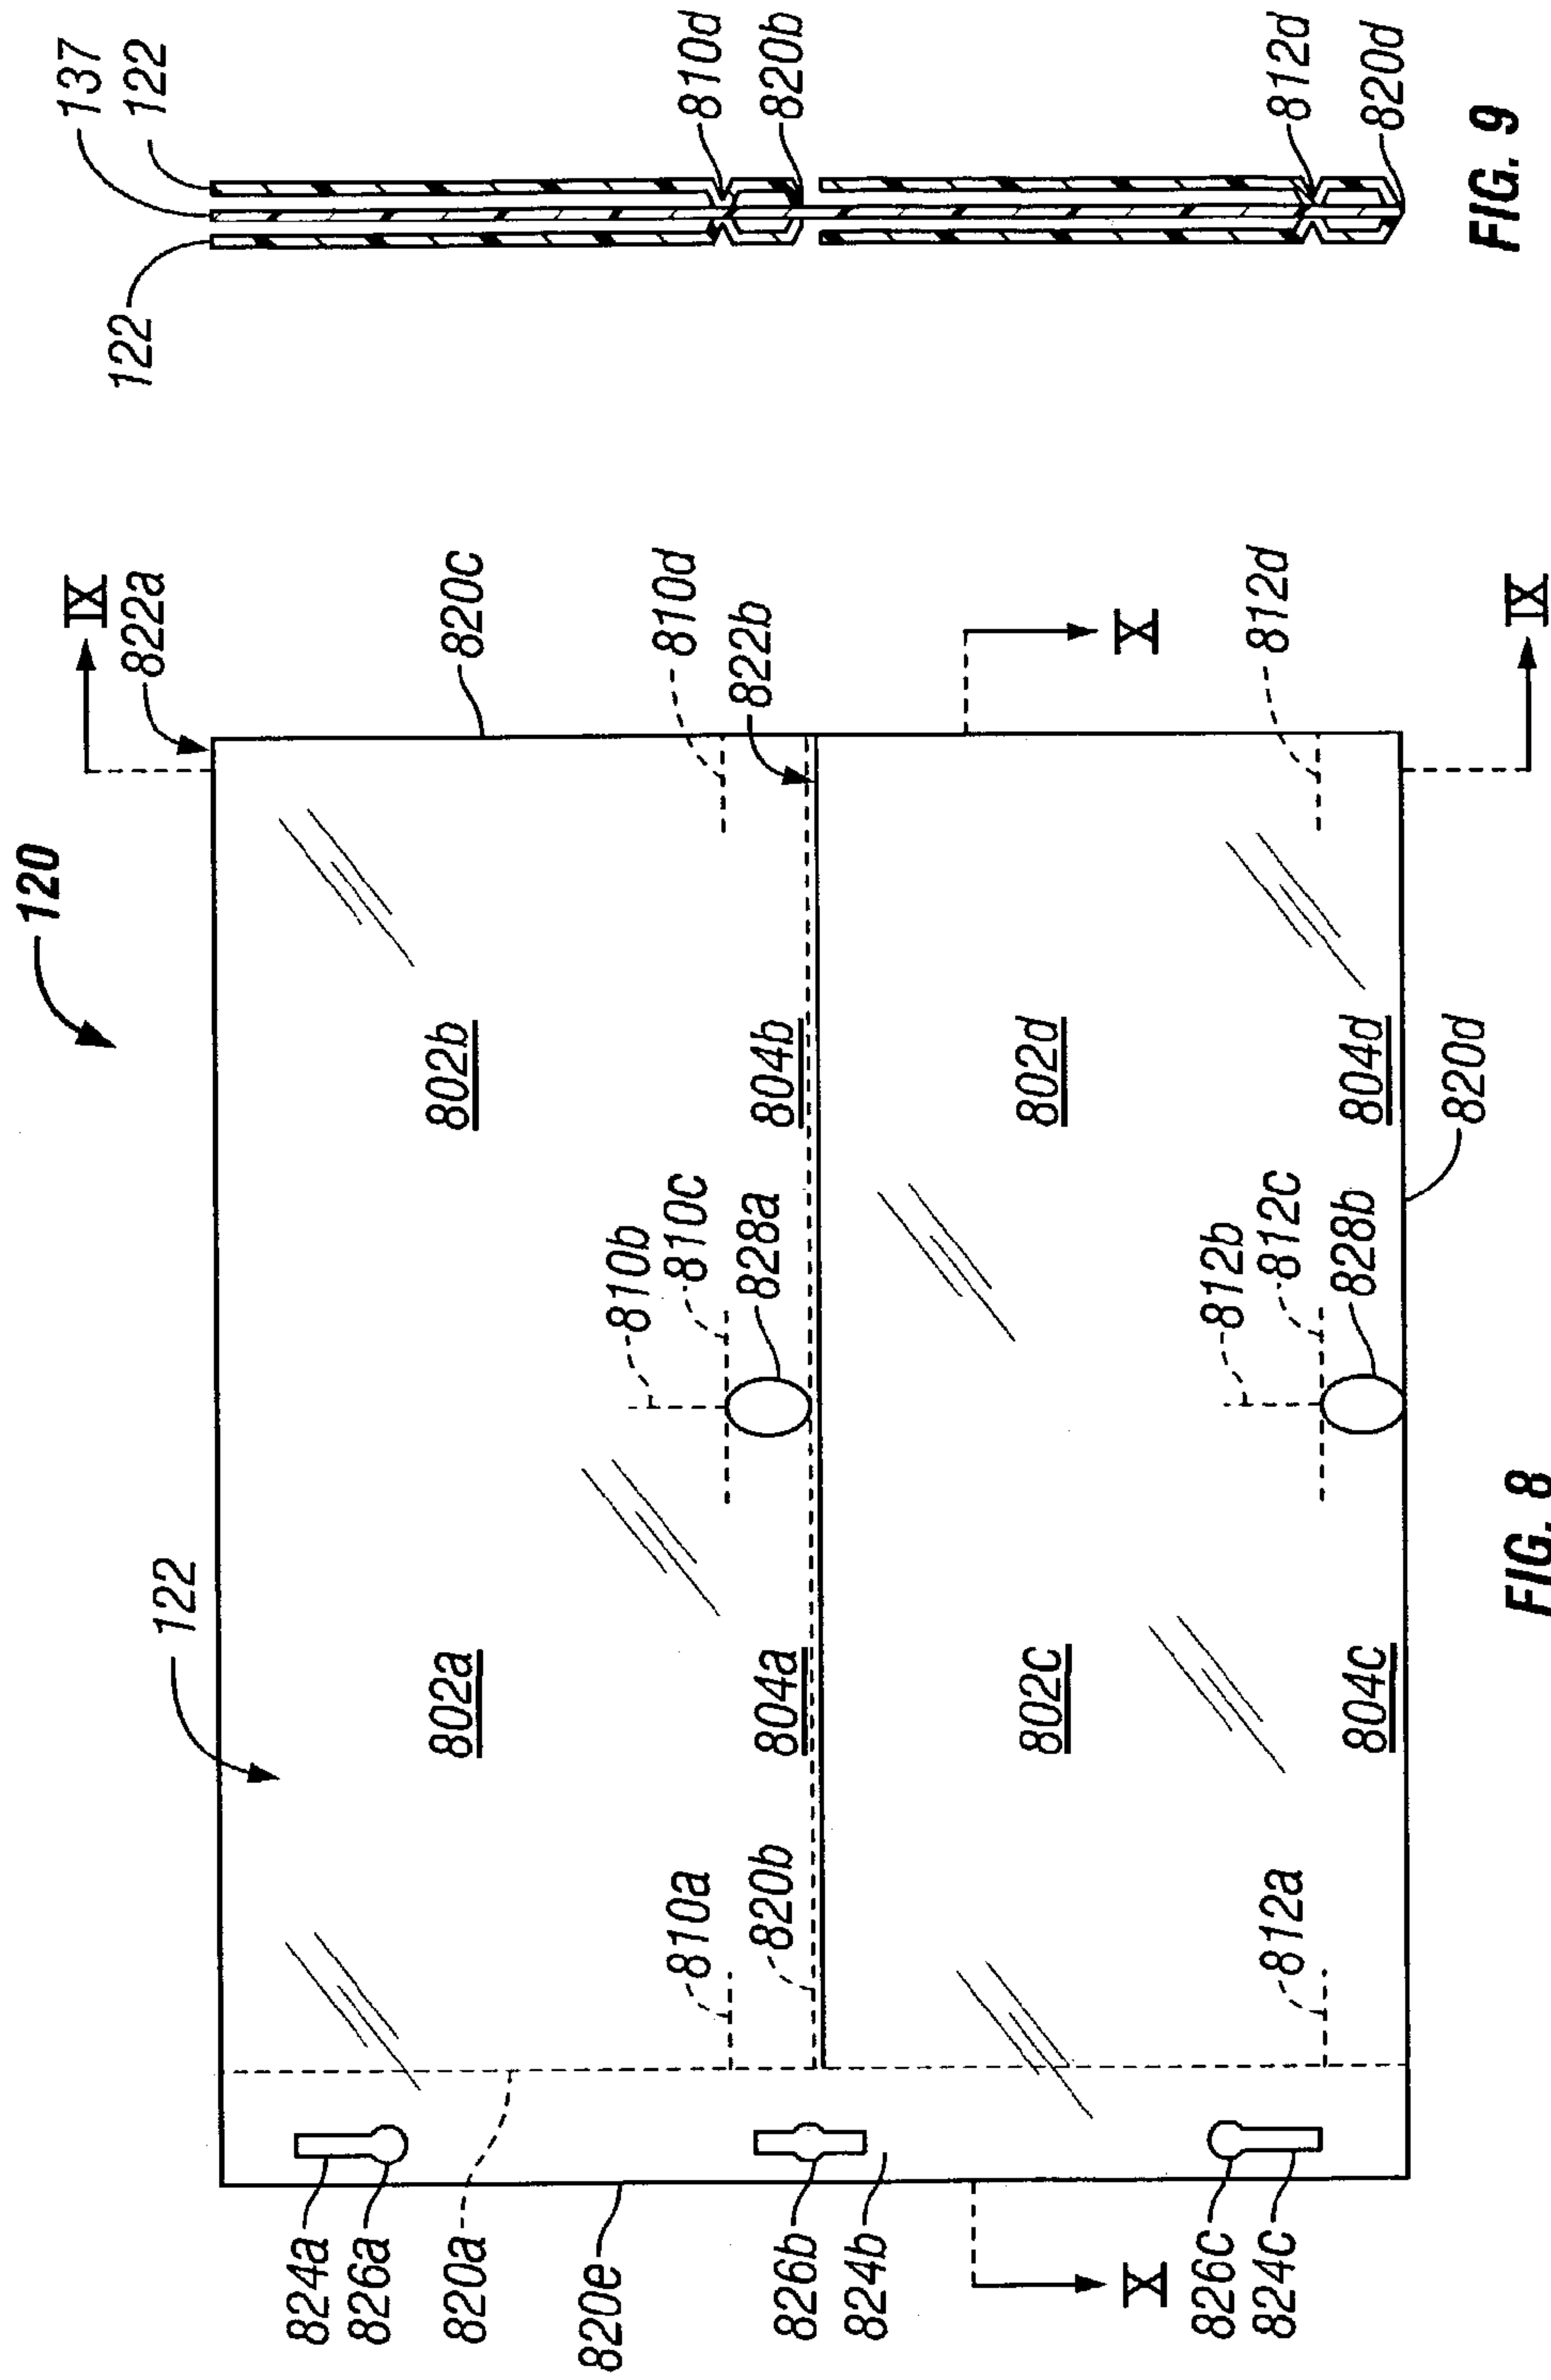 120
122
IX
822a
820c
802a
802b
810b
810c
810d
810a
828a
822b
820b
804a
804b
X
802c
802d
812b
812c
812d
812a
828b
804c
804d
820d
IX
824a
826a
820a
820e
826b
824b
X
826c
824c
FIG. 8
137
122
122
810d
820b
812d
820d
FIG. 9